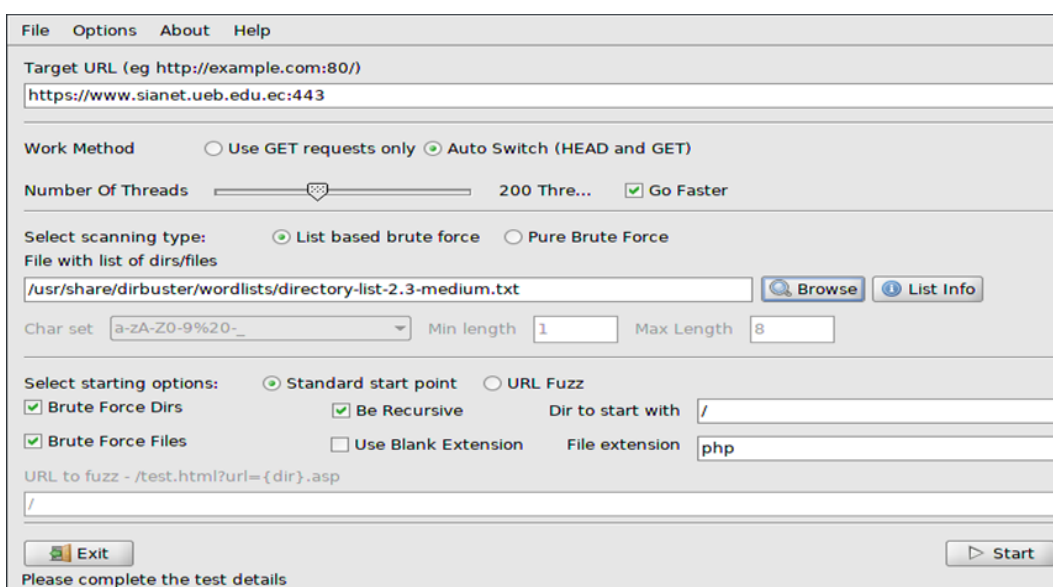 File Options About Help
Target URL (eg http://example.com:80/)
https://www.sianet.ueb.edu.ec:443
Work Method Use GET requests only Auto Switch (HEAD and GET)
Number Of Threads 200 Thre... Go Faster
Select scanning type: List based brute force Pure Brute Force
File with list of dirs/files
/usr/share/dirbuster/wordlists/directory-list-2.3-medium.txt Browse List Info
Char set a-zA-Z0-9%20-_ Min length 1 Max Length 8
Select starting options: Standard start point URL Fuzz
Brute Force Dirs Be Recursive Dir to start with /
Brute Force Files Use Blank Extension File extension php
URL to fuzz - /test.html?url={dir}.asp
/
Exit Start
Please complete the test details